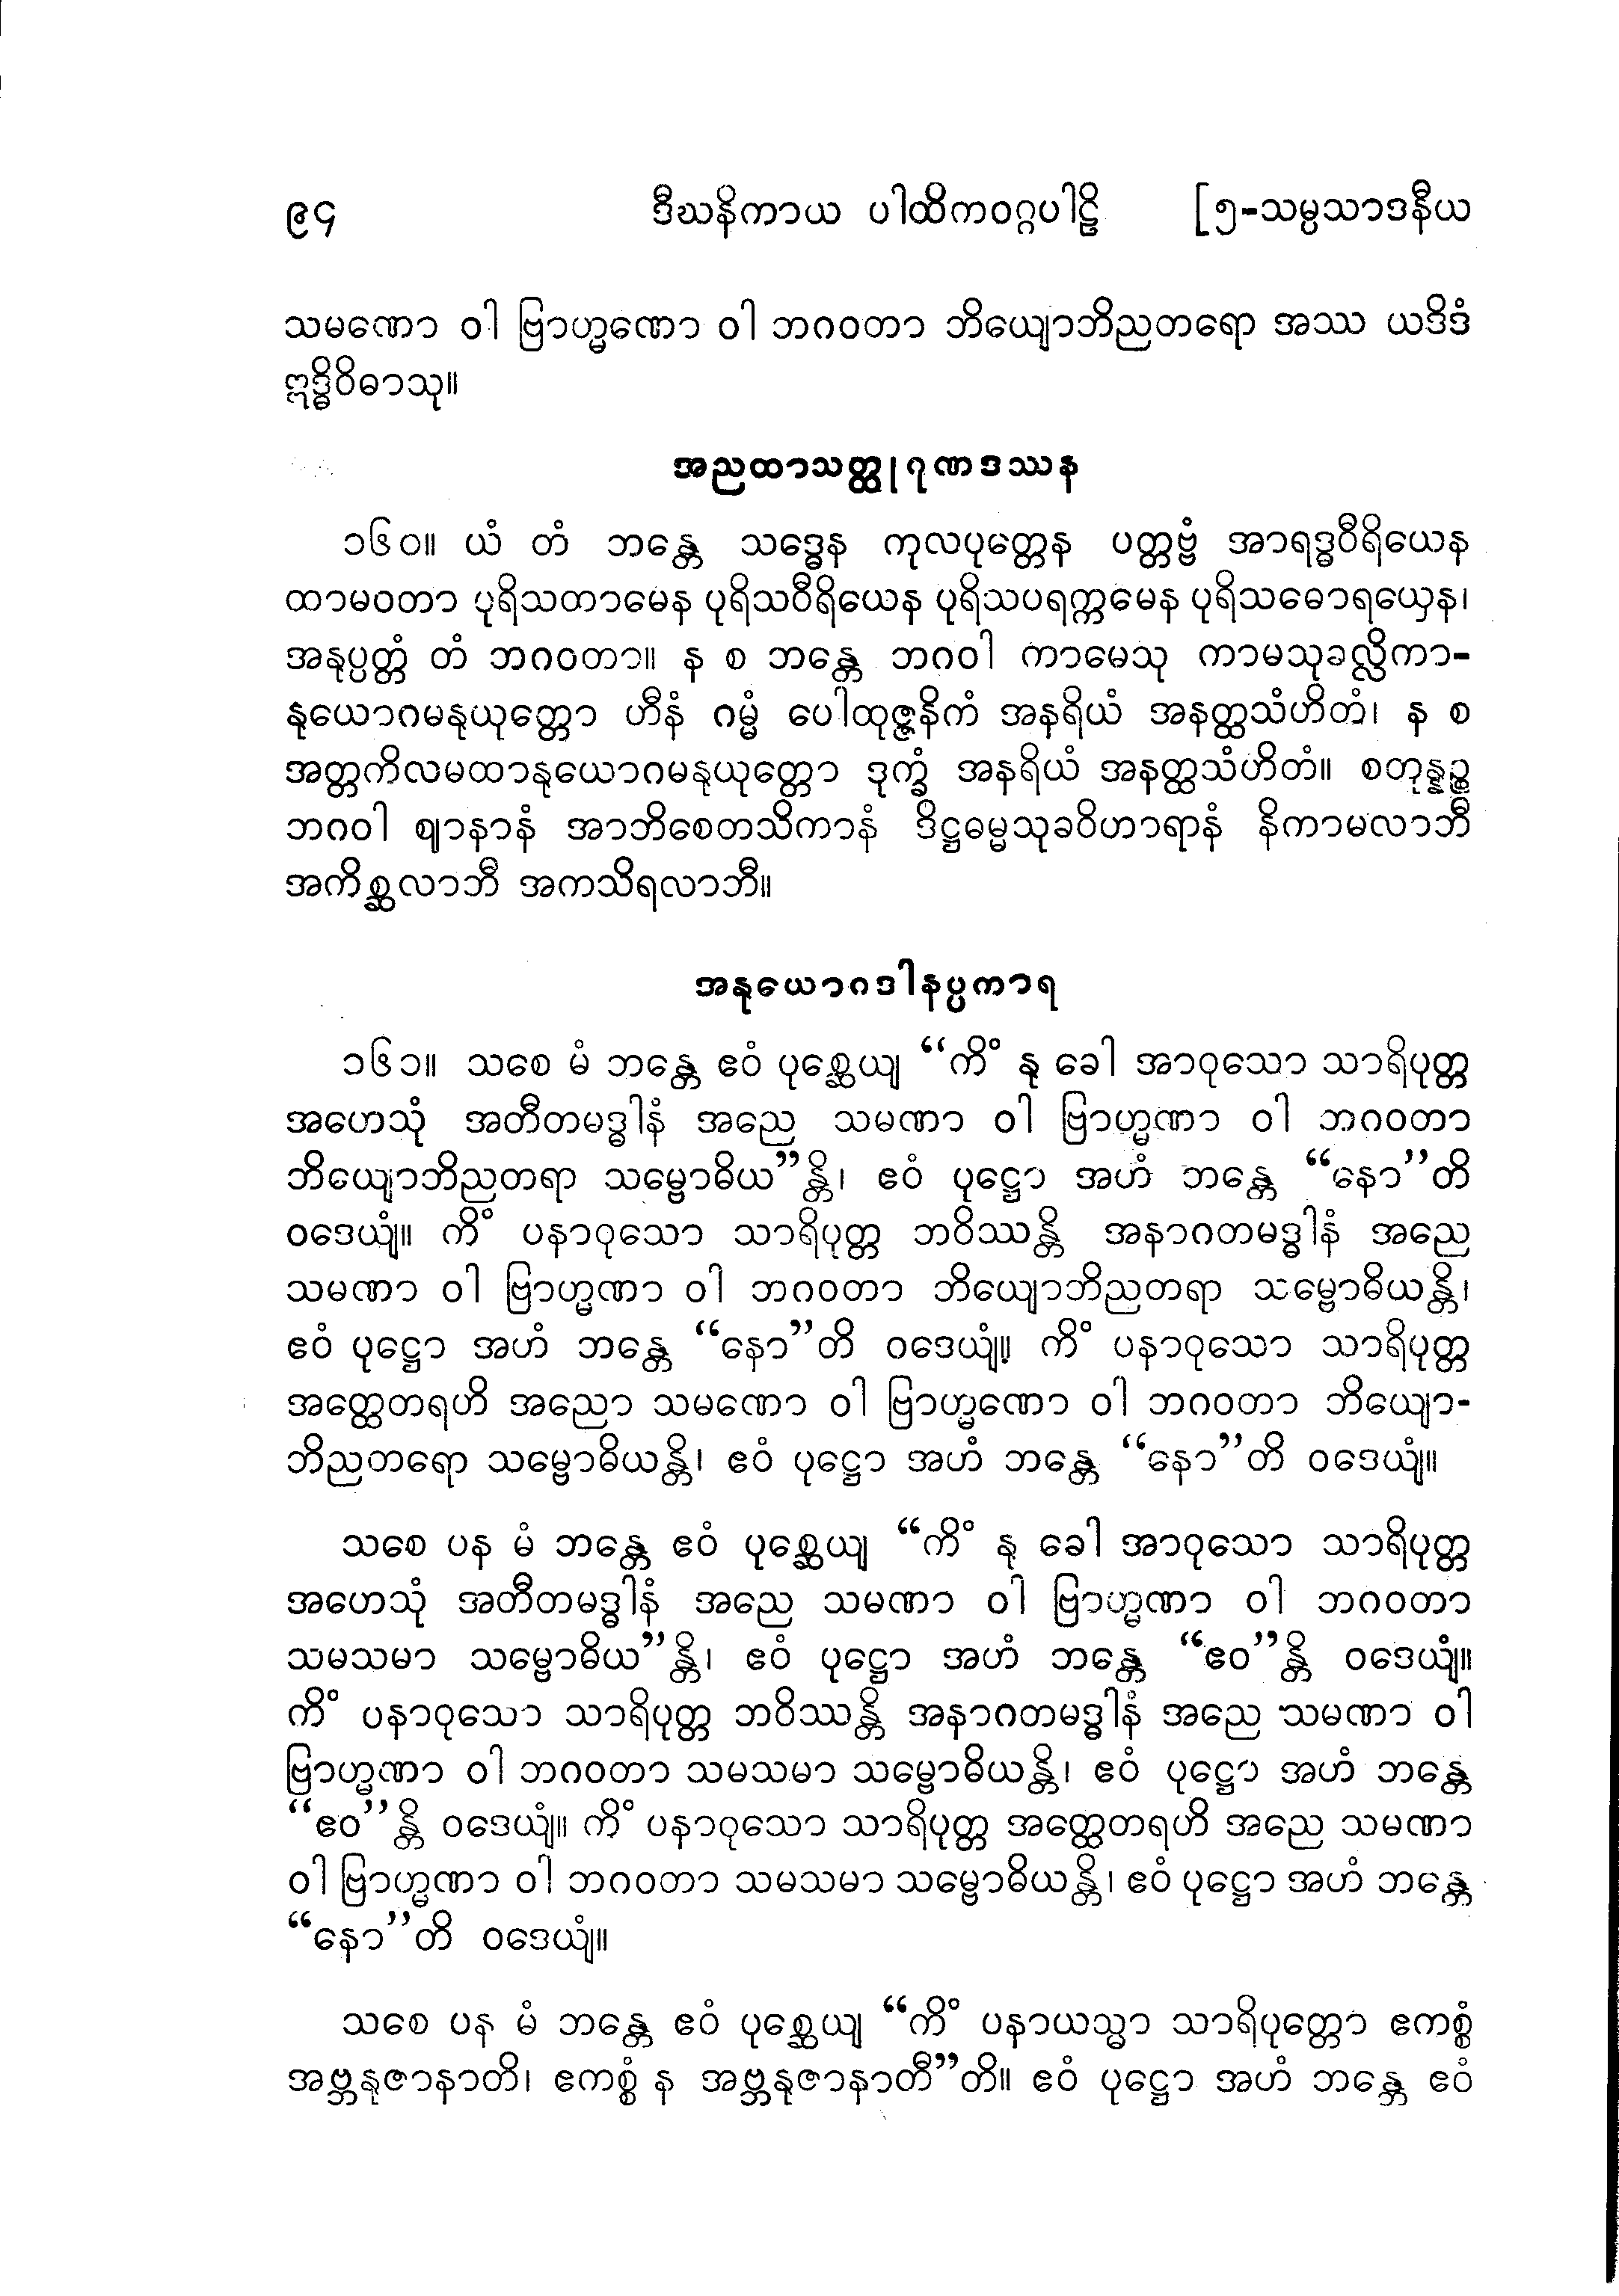 ၉၄ ဒီဃနိကာယ ပါထိကဝဂ္ဂပါဠိ [၅-သမ္ပသာဒနီယ
သမဏော ဝါ ဗြာဟ္မဏော ဝါ ဘဂဝတာ ဘိယျောဘိညတရော အဿ ယဒိဒံ
ဣဒ္ဓိဝိဓာသု။
အညထာသတ္ထုဂုဏဒဿန
၁၆၀။ ယံ တံ ဘန္တေ သဒ္ဓေန ကုလပုတ္တေန ပတ္တဗ္ဗံ အာရဒ္ဓဝီရိယေန
ထာမဝတာ ပုရိသထာမေန ပုရိသဝီရိယေန ပုရိသပရက္ကမေန ပုရိသဓောရယှေန၊
အနုပ္ပတ္တံ တံ ဘဂဝတာ။ န စ ဘန္တေ ဘဂဝါ ကာမေသု ကာမသုခလ္လိကာ-
နုယောဂမနုယုတ္တော ဟီနံ ဂမ္မံ ပေါထုဇ္ဇနိကံ အနရိယံ အနတ္ထသံဟိတံ၊ န စ
အတ္တကိလမထာနုယောဂမနုယုတ္တော ဒုက္ခံ အနရိယံ အနတ္ထသံဟိတံ။ စတုန္နဉ္စ
ဘဂဝါ ဈာနာနံ အာဘိစေတသိကာနံ ဒိဋ္ဌဓမ္မသုခဝိဟာရာနံ နိကာမလာဘီ
အကိစ္ဆလာဘီ အကသိရလာဘီ။
အနုယောဂဒါနပ္ပကာရ
၁၆၁။ သစေ မံ ဘန္တေ ဧဝံ ပုစ္ဆေယျ “ကိံ နု ခေါ အာဝုသော သာရိပုတ္တ
အဟေသုံ အတီတမဒ္ဓါနံ အညေ သမဏာ ဝါ ဗြာဟ္မဏာ ဝါ ဘဂဝတာ
ဘိယျောဘိညတရာ သမ္ဗောဓိယ”န္တိ၊ ဧဝံ ပုဋ္ဌော အဟံ ဘန္တေ “နော”တိ
ဝဒေယျံ။ ကိံ ပနာဝုသော သာရိပုတ္တ ဘဝိဿန္တိ အနာဂတမဒ္ဓါနံ အညေ
သမဏာ ဝါ ဗြာဟ္မဏာ ဝါ ဘဂဝတာ ဘိယျောဘိညတရာ သမ္ဗောဓိယန္တိ၊
ဧဝံ ပုဋ္ဌော အဟံ ဘန္တေ “နော”တိ ဝဒေယျံ။ ကိံ ပနာဝုသော သာရိပုတ္တ
အတ္ထေတရဟိ အညော သမဏော ဝါ ဗြာဟ္မဏော ဝါ ဘဂဝတာ ဘိယျော-
ဘိညတရော သမ္ဗောဓိယန္တိ၊ ဧဝံ ပုဋ္ဌော အဟံ ဘန္တေ “နော”တိ ဝဒေယျံ။
သစေ ပန မံ ဘန္တေ ဧဝံ ပုစ္ဆေယျ “ကိံ နု ခေါ အာဝုသော သာရိပုတ္တ
အဟေသုံ အတီတမဒ္ဓါနံ အညေ သမဏာ ဝါ ဗြာဟ္မဏာ ဝါ ဘဂဝတာ
သမသမာ သမ္ဗောဓိယ”န္တိ၊ ဧဝံ ပုဋ္ဌော အဟံ ဘန္တေ “ဧဝ”န္တိ ဝဒေယျံ။
ကိံ ပနာဝုသော သာရိပုတ္တ ဘဝိဿန္တိ အနာဂတမဒ္ဓါနံ အညေ သမဏာ ဝါ
ဗြာဟ္မဏာ ဝါ ဘဂဝတာ သမသမာ သမ္ဗောဓိယန္တိ၊ ဧဝံ ပုဋ္ဌော အဟံ ဘန္တေ
“ဧဝ”န္တိ ဝဒေယျံ။ ကိံ ပနာဝုသော သာရိပုတ္တ အတ္ထေတရဟိ အညေ သမဏာ
ဝါ ဗြာဟ္မဏာ ဝါ ဘဂဝတာ သမသမာ သမ္ဗောဓိယန္တိ၊ ဧဝံ ပုဋ္ဌော အဟံ ဘန္တေ
“နော”တိ ဝဒေယျံ။
သစေ ပန မံ ဘန္တေ ဧဝံ ပုစ္ဆေယျ “ကိံ ပနာယသ္မာ သာရိပုတ္တော ဧကစ္စံ
အဗ္ဘနုဇာနာတိ၊ ဧကစ္စံ န အဗ္ဘနုဇာနာတီ”တိ။ ဧဝံ ပုဋ္ဌော အဟံ ဘန္တေ ဧဝံ